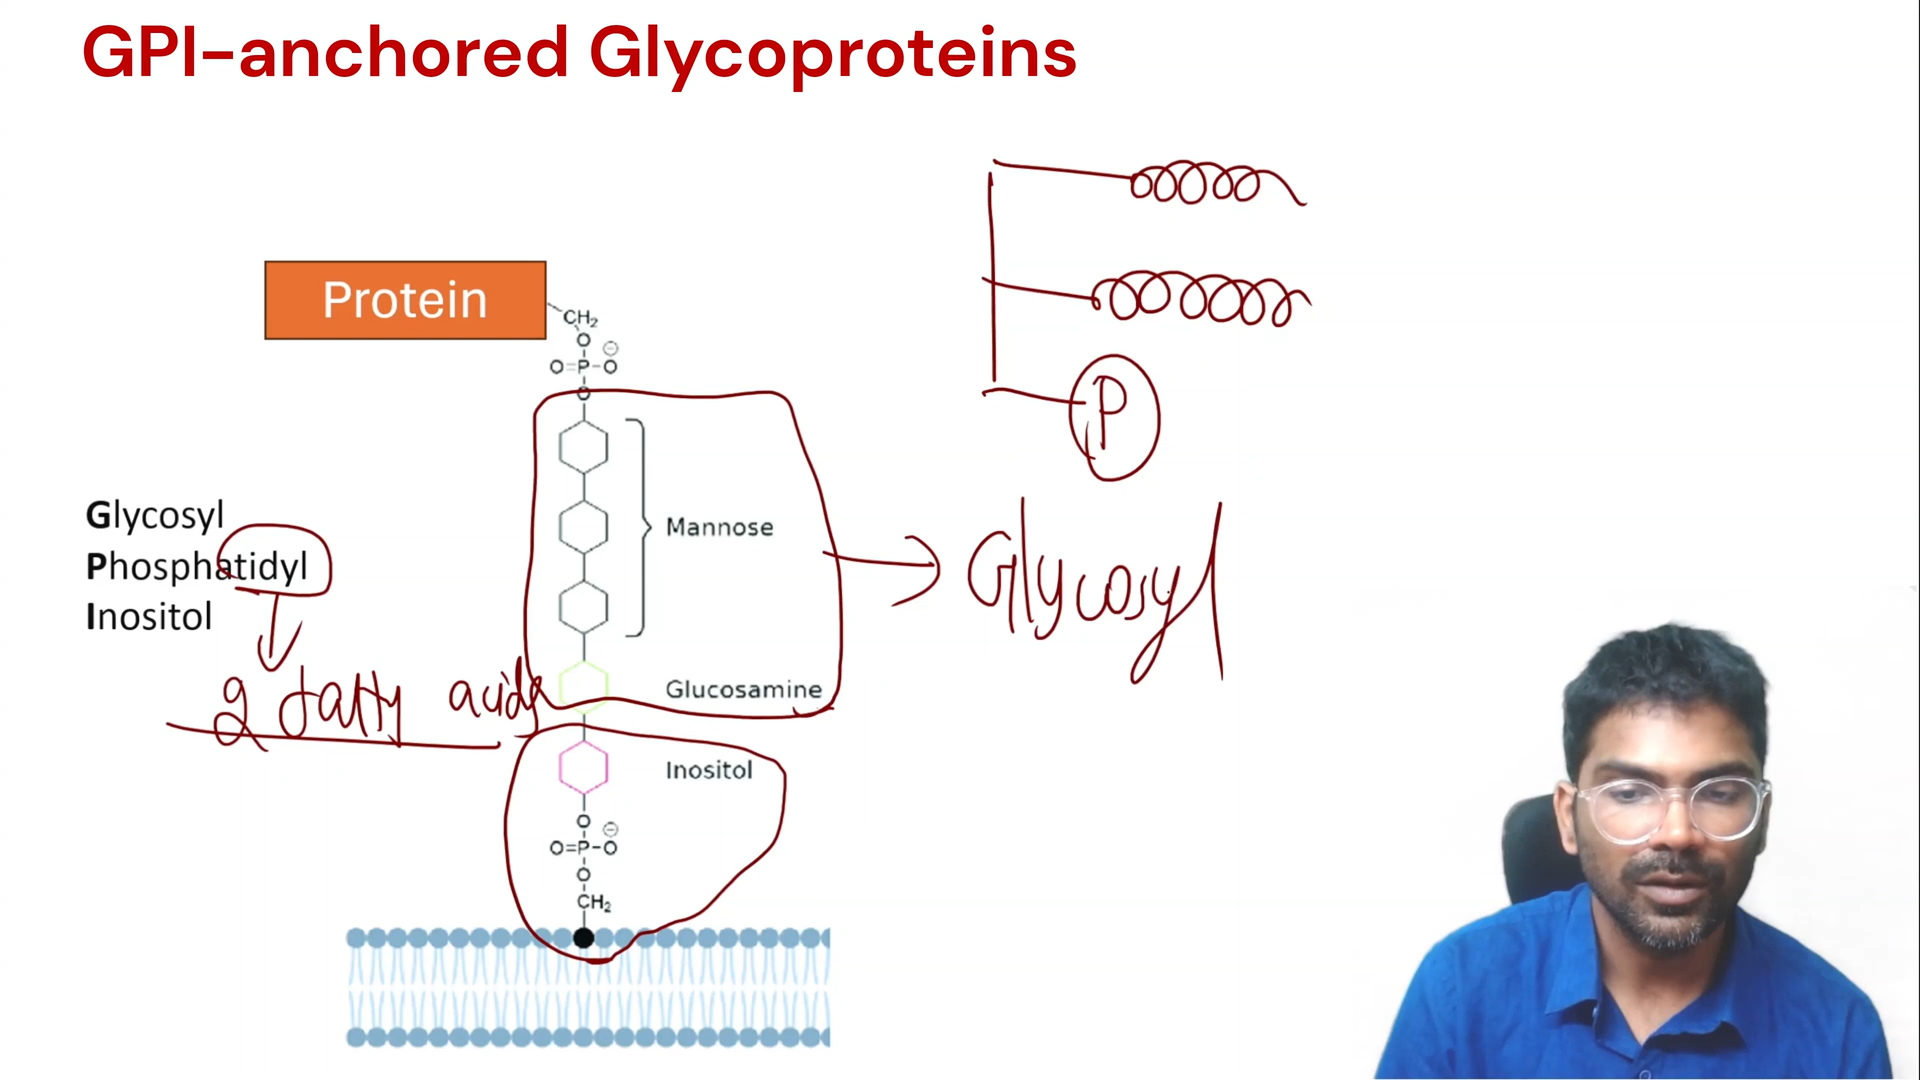 GPI-anchored Glycoproteins
Protein
CH₂
O
⊖
O=P-O
O
Mannose
Glycosyl
Phosphatidyl
Inositol
2 fatty acids
Glucosamine
Inositol
O
⊖
O=P-O
O
CH₂
P
Glycosyl